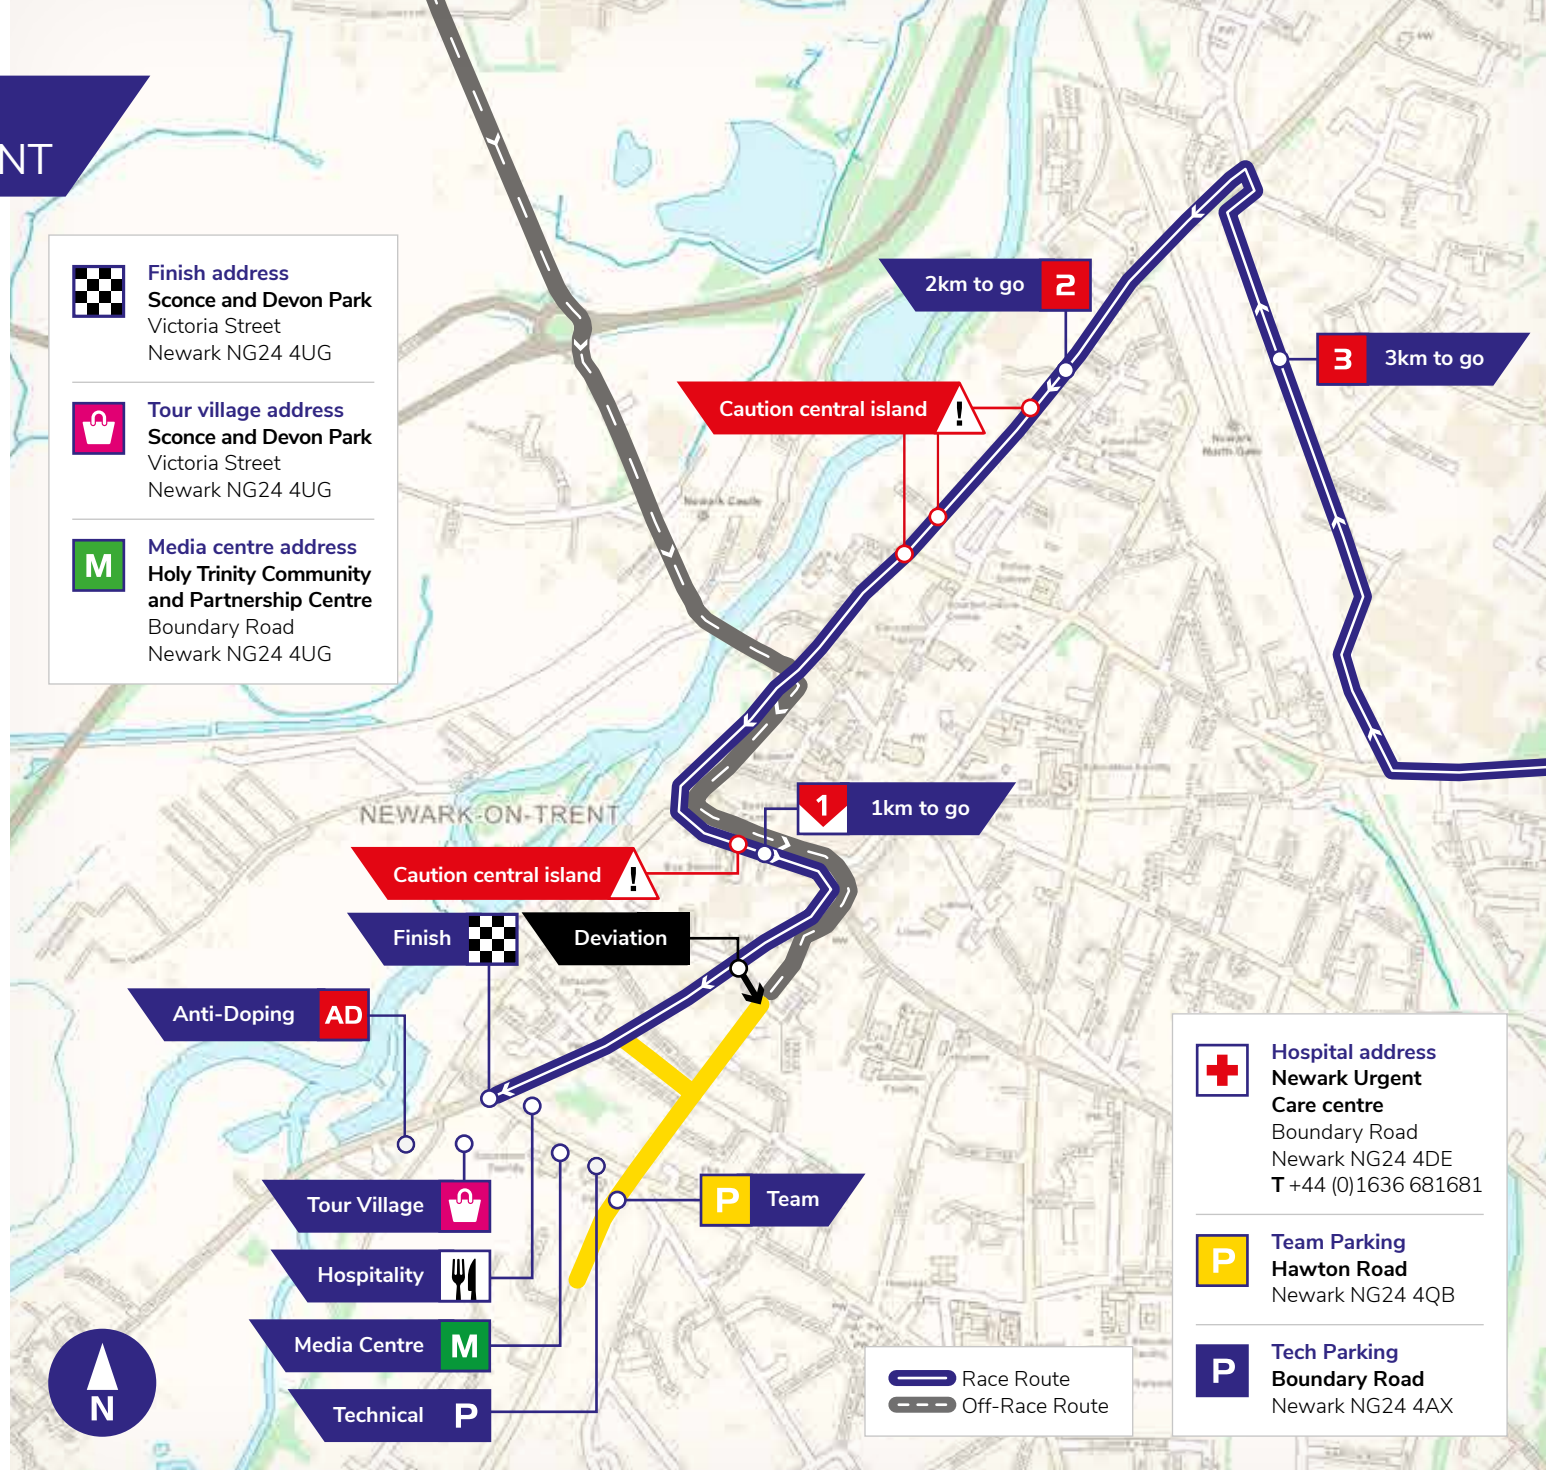 NT
Finish address
Sconce and Devon Park
Victoria Street
Newark NG24 4UG
Tour village address
Sconce and Devon Park
Victoria Street
Newark NG24 4UG
M
Media centre address
Holy Trinity Community
and Partnership Centre
Boundary Road
Newark NG24 4UG
2km to go 2
3 3km to go
Caution central island !
Newark
North Gate
Newark Castle
NEWARK-ON-TRENT
1 1km to go
Caution central island !
Finish
Deviation
Anti-Doping AD
Tour Village
P Team
Hospitality
Media Centre M
Technical P
N
Race Route
Off-Race Route
Hospital address
Newark Urgent
Care centre
Boundary Road
Newark NG24 4DE
T +44 (0)1636 681681
P
Team Parking
Hawton Road
Newark NG24 4QB
P
Tech Parking
Boundary Road
Newark NG24 4AX